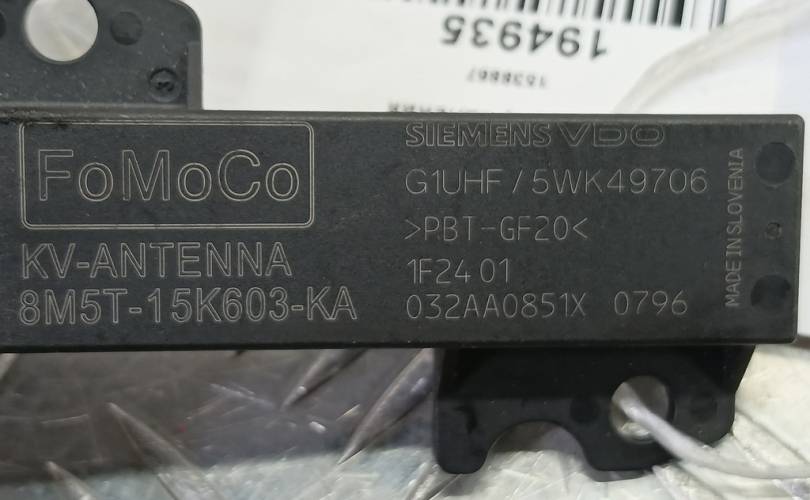 194935
1538867
FoMoCo
KV-ANTENNA
8M5T-15K603-KA
SIEMENS VDO
G1UHF / 5WK49706
>PBT-GF20<
1F24 01
032AA0851X 0796
MADE IN SLOVENIA